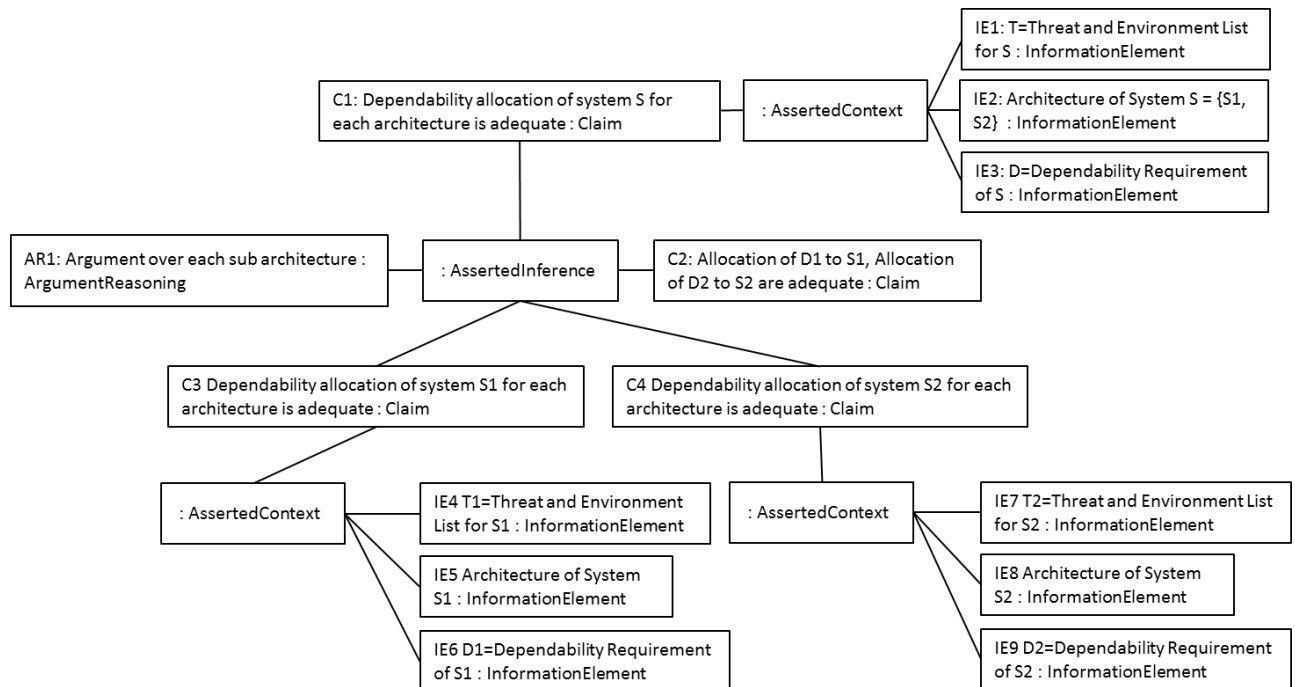 IE1: T=Threat and Environment List
for S : InformationElement
C1: Dependability allocation of system S for
each architecture is adequate : Claim
: AssertedContext
IE2: Architecture of System S = {S1,
S2} : InformationElement
IE3: D=Dependability Requirement
of S : InformationElement
AR1: Argument over each sub architecture :
ArgumentReasoning
: AssertedInference
C2: Allocation of D1 to S1, Allocation
of D2 to S2 are adequate : Claim
C3 Dependability allocation of system S1 for each
architecture is adequate : Claim
C4 Dependability allocation of system S2 for each
architecture is adequate : Claim
: AssertedContext
IE4 T1=Threat and Environment
List for S1 : InformationElement
IE5 Architecture of System
S1 : InformationElement
IE6 D1=Dependability Requirement
of S1 : InformationElement
: AssertedContext
IE7 T2=Threat and Environment List
for S2 : InformationElement
IE8 Architecture of System
S2 : InformationElement
IE9 D2=Dependability Requirement
of S2 : InformationElement